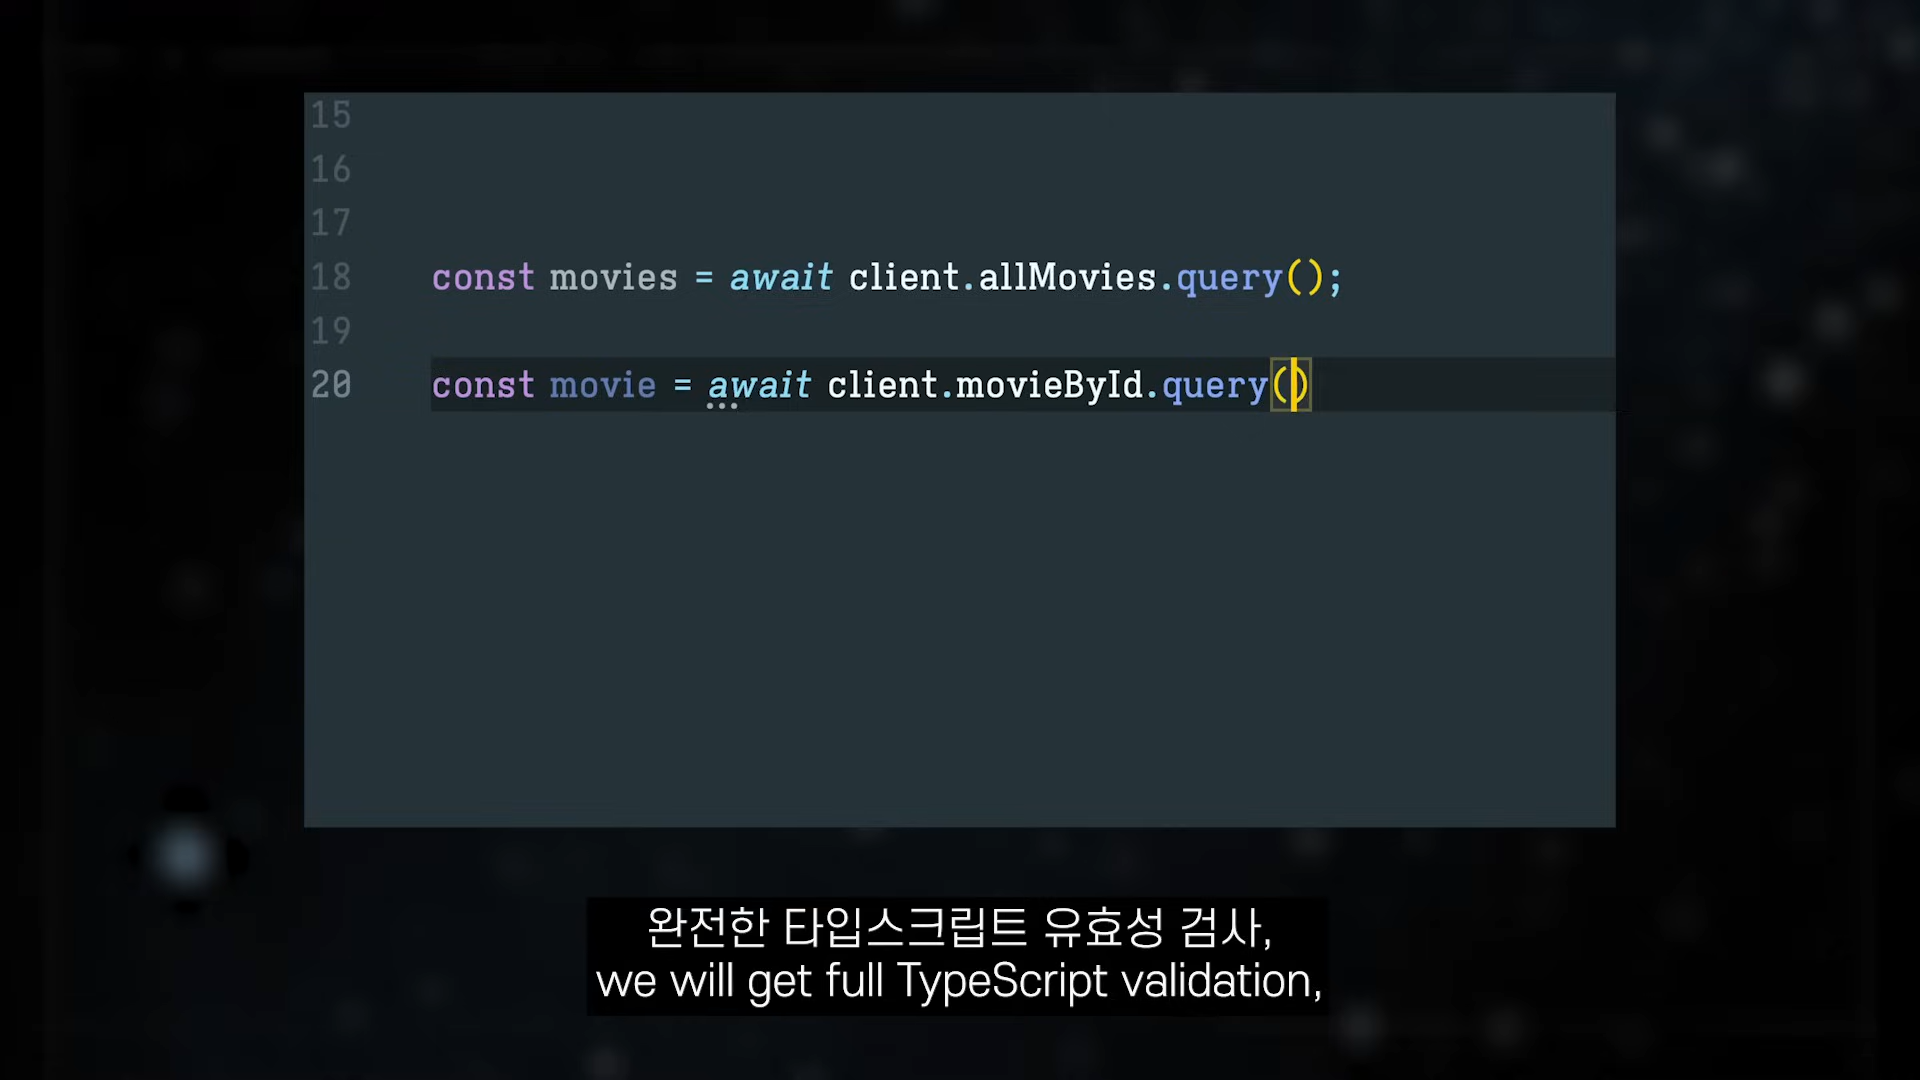 15
16
17
18 const movies = await client.allMovies.query();
19
20 const movie = await client.movieById.query()
완전한 타입스크립트 유효성 검사,
we will get full TypeScript validation,